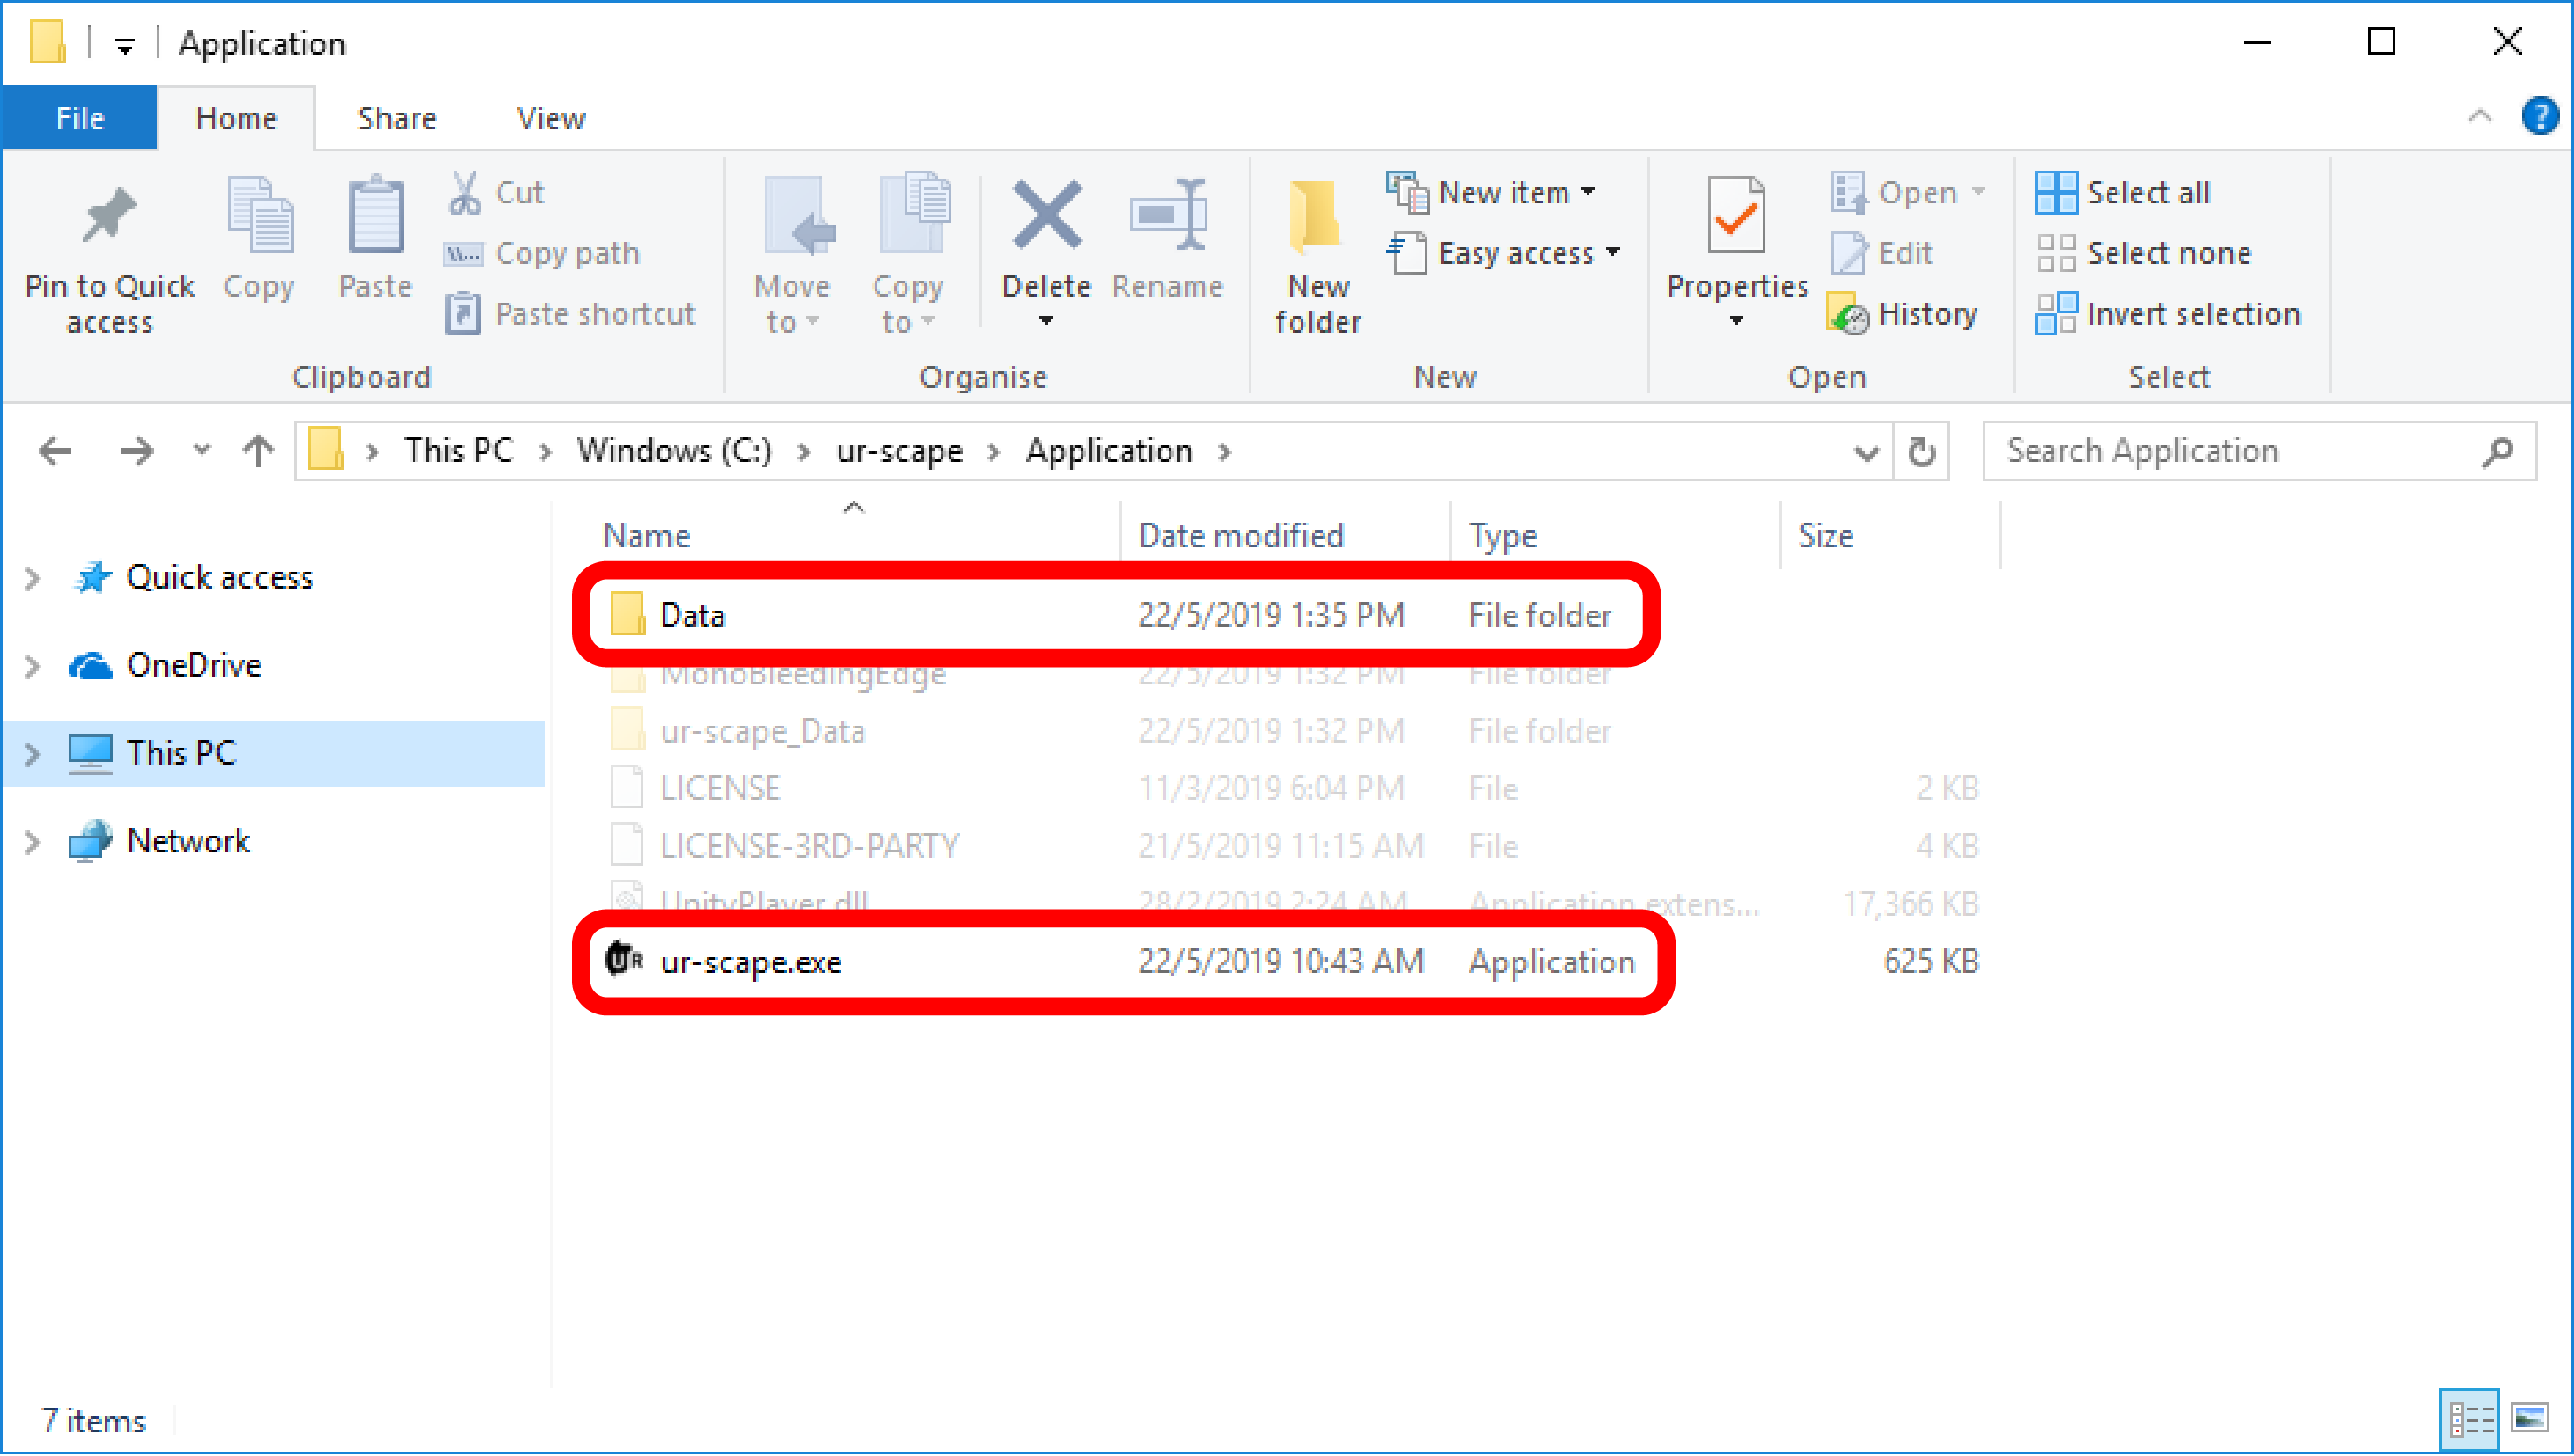 Application
File Home Share View
Pin to Quick access
Copy
Paste
Cut
Copy path
Paste shortcut
Clipboard
Move to
Copy to
Delete
Rename
Organise
New folder
New item
Easy access
New
Properties
Open
Edit
History
Open
Select all
Select none
Invert selection
Select
This PC > Windows (C:) > ur-scape > Application >
Search Application
Quick access
OneDrive
This PC
Network
Name Date modified Type Size
Data 22/5/2019 1:35 PM File folder
MonoBleedingEdge 22/5/2019 1:32 PM File folder
ur-scape_Data 22/5/2019 1:32 PM File folder
LICENSE 11/3/2019 6:04 PM File 2 KB
LICENSE-3RD-PARTY 21/5/2019 11:15 AM File 4 KB
UnityPlayer.dll 28/2/2019 2:24 AM Application extens... 17,366 KB
ur-scape.exe 22/5/2019 10:43 AM Application 625 KB
7 items